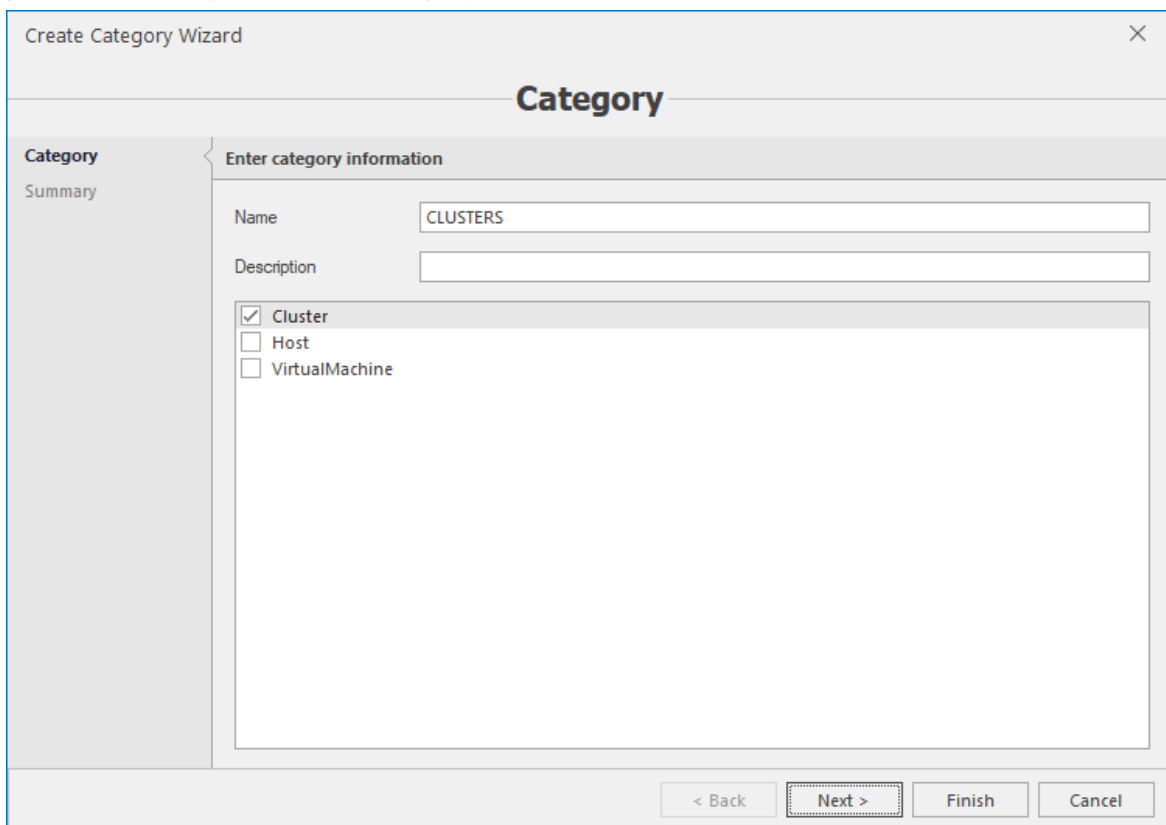 Create Category Wizard
Category
Category
Summary
Enter category information
Name
CLUSTERS
Description
Cluster
Host
VirtualMachine
< Back
Next >
Finish
Cancel